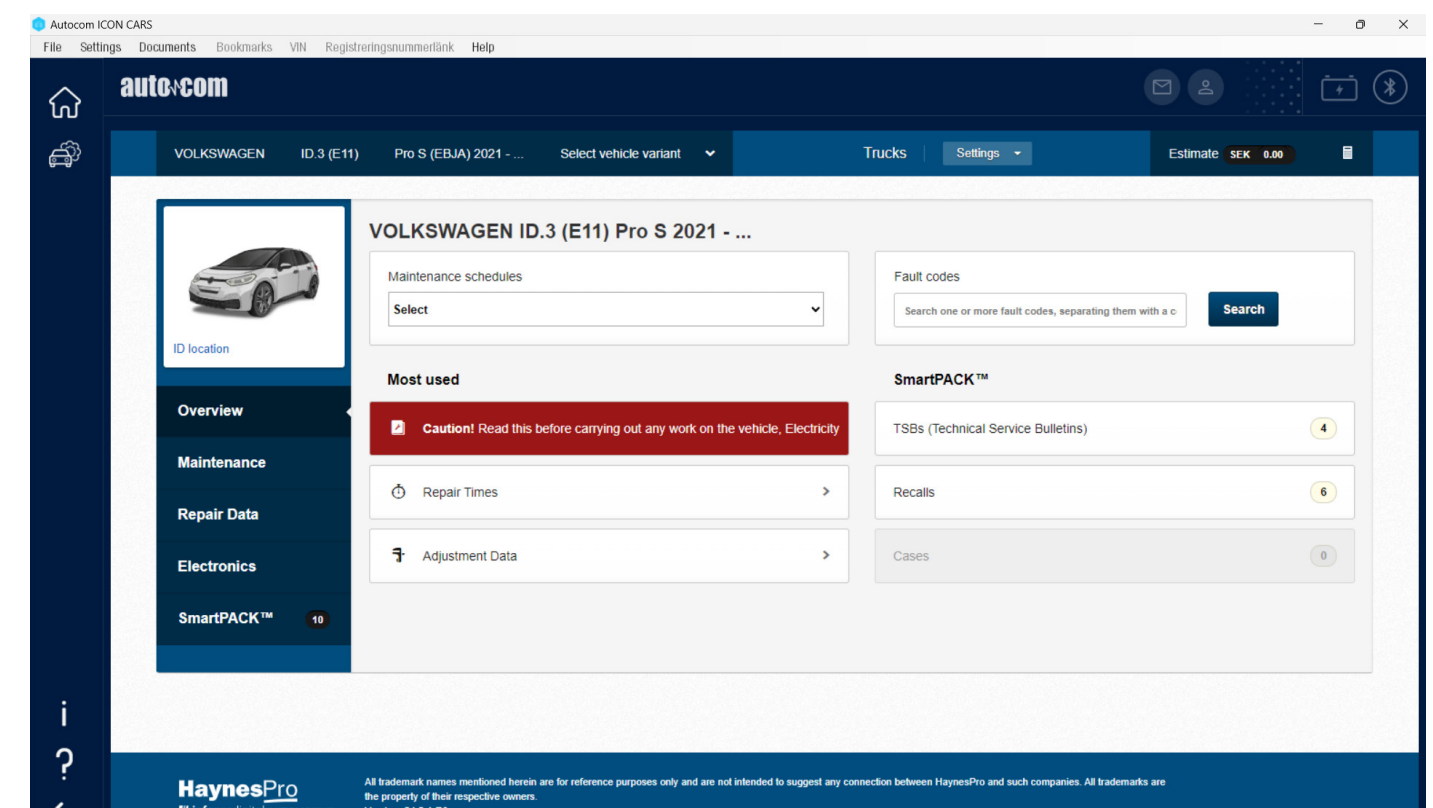 Autocom ICON CARS
File Settings Documents Bookmarks VIN Registreringsnummerlänk Help
autocom
VOLKSWAGEN ID.3 (E11) Pro S (EBJA) 2021 - ... Select vehicle variant Trucks Settings Estimate SEK 0.00
VOLKSWAGEN ID.3 (E11) Pro S 2021 - ...
Maintenance schedules
Select
Fault codes
Search one or more fault codes, separating them with a c
Search
ID location
Most used
Caution! Read this before carrying out any work on the vehicle, Electricity
Repair Times
Adjustment Data
SmartPACK™
TSBs (Technical Service Bulletins) 4
Recalls 6
Cases 0
Overview
Maintenance
Repair Data
Electronics
SmartPACK™ 10
i
?
HaynesPro
All trademark names mentioned herein are for reference purposes only and are not intended to suggest any connection between HaynesPro and such companies. All trademarks are
the property of their respective owners.